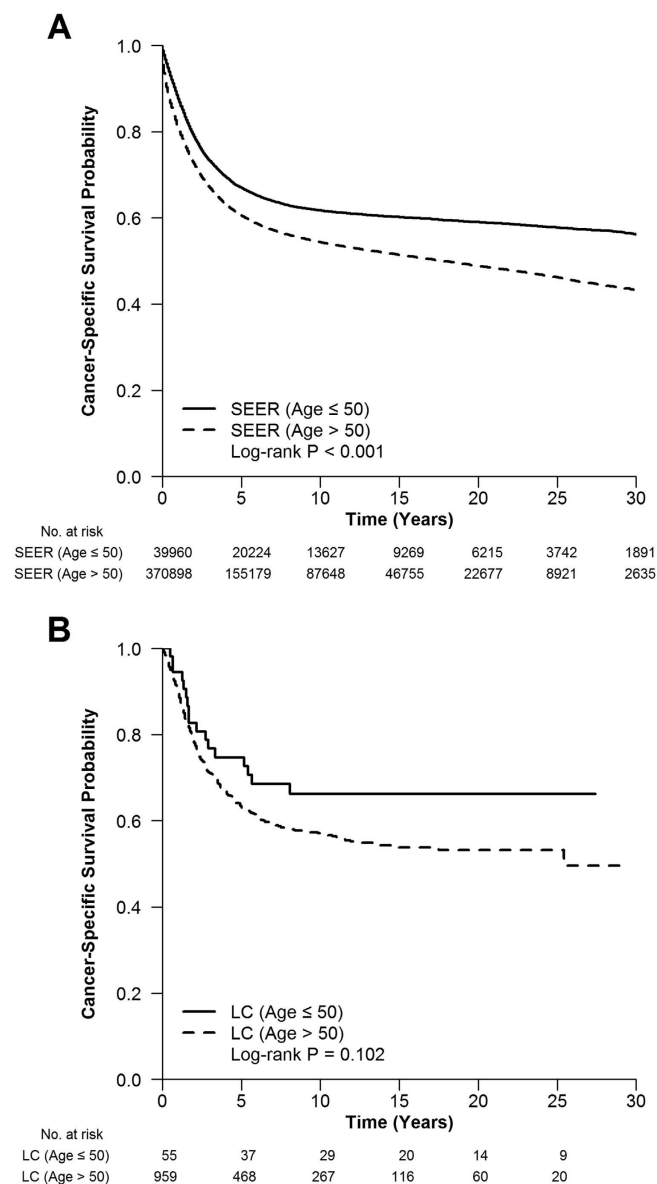 A
1.0
0.8
0.6
0.4
0.2
0.0
Cancer-Specific Survival Probability
SEER (Age ≤ 50)
SEER (Age > 50)
Log-rank P < 0.001
0 5 10 15 20 25 30
Time (Years)
No. at risk
SEER (Age ≤ 50) 39960 20224 13627 9269 6215 3742 1891
SEER (Age > 50) 370898 155179 87648 46755 22677 8921 2635
B
1.0
0.8
0.6
0.4
0.2
0.0
Cancer-Specific Survival Probability
LC (Age ≤ 50)
LC (Age > 50)
Log-rank P = 0.102
0 5 10 15 20 25 30
Time (Years)
No. at risk
LC (Age ≤ 50) 55 37 29 20 14 9
LC (Age > 50) 959 468 267 116 60 20